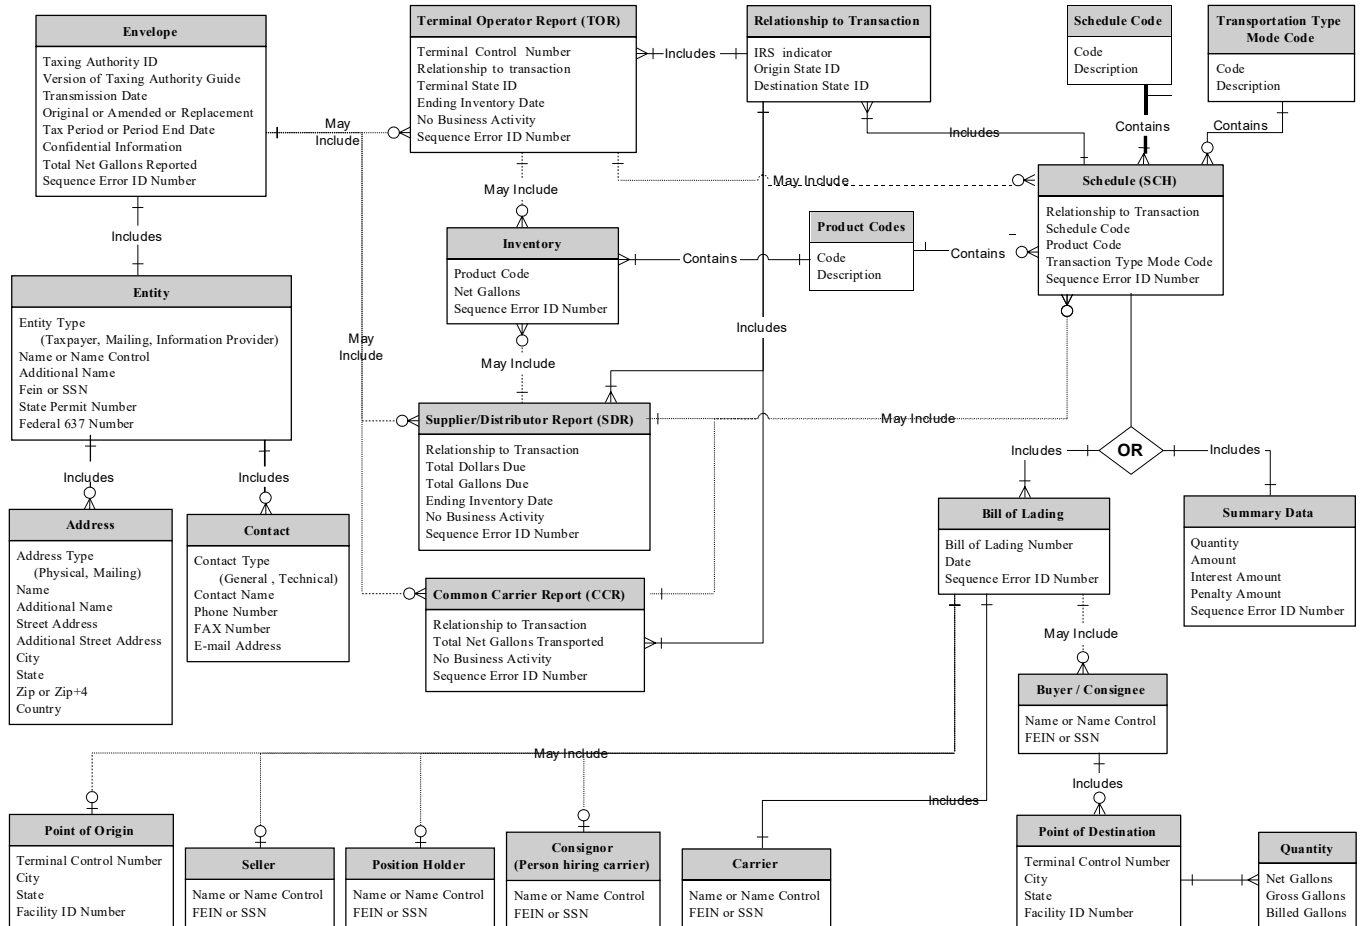 Envelope
Taxing Authority ID
Version of Taxing Authority Guide
Transmission Date
Original or Amended or Replacement
Tax Period or Period End Date
Confidential Information
Total Net Gallons Reported
Sequence Error ID Number
May
Include
Terminal Operator Report (TOR)
Terminal Control Number
Relationship to transaction
Terminal State ID
Ending Inventory Date
No Business Activity
Sequence Error ID Number
Includes
Relationship to Transaction
IRS indicator
Origin State ID
Destination State ID
Includes
Schedule Code
Code
Description
Contains
Transportation Type
Mode Code
Code
Description
Contains
May Include
May Include
Schedule (SCH)
Relationship to Transaction
Schedule Code
Product Code
Transaction Type Mode Code
Sequence Error ID Number
Includes
Inventory
Product Code
Net Gallons
Sequence Error ID Number
Contains
Product Codes
Code
Description
Contains
Entity
Entity Type
(Taxpayer, Mailing, Information Provider)
Name or Name Control
Additional Name
Fein or SSN
State Permit Number
Federal 637 Number
May
Include
May Include
Includes
Supplier/Distributor Report (SDR)
Relationship to Transaction
Total Dollars Due
Total Gallons Due
Ending Inventory Date
No Business Activity
Sequence Error ID Number
May Include
Includes
OR
Includes
Includes
Includes
Address
Address Type
(Physical, Mailing)
Name
Additional Name
Street Address
Additional Street Address
City
State
Zip or Zip+4
Country
Contact
Contact Type
(General , Technical)
Contact Name
Phone Number
FAX Number
E-mail Address
Common Carrier Report (CCR)
Relationship to Transaction
Total Net Gallons Transported
No Business Activity
Sequence Error ID Number
Bill of Lading
Bill of Lading Number
Date
Sequence Error ID Number
Summary Data
Quantity
Amount
Interest Amount
Penalty Amount
Sequence Error ID Number
May Include
Buyer / Consignee
Name or Name Control
FEIN or SSN
May Include
Includes
Includes
Point of Origin
Terminal Control Number
City
State
Facility ID Number
Seller
Name or Name Control
FEIN or SSN
Position Holder
Name or Name Control
FEIN or SSN
Consignor
(Person hiring carrier)
Name or Name Control
FEIN or SSN
Carrier
Name or Name Control
FEIN or SSN
Point of Destination
Terminal Control Number
City
State
Facility ID Number
Quantity
Net Gallons
Gross Gallons
Billed Gallons